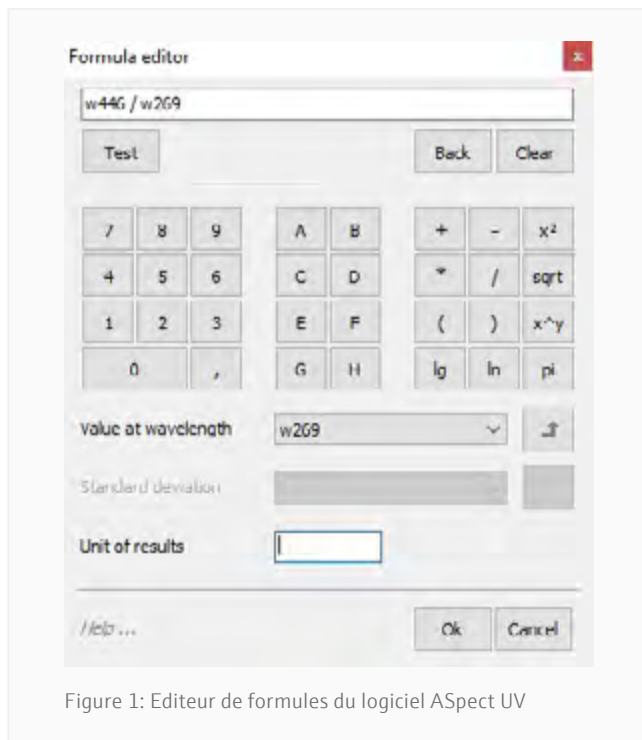 Formula editor x
w446 / w269
Test Back Clear
7 8 9 A B + - x²
4 5 6 C D * / sqrt
1 2 3 E F ( ) x^y
0 , G H lg ln pi
Value at wavelength w269
Standard deviation
Unit of results
Help ... Ok Cancel
Figure 1: Editeur de formules du logiciel ASpect UV